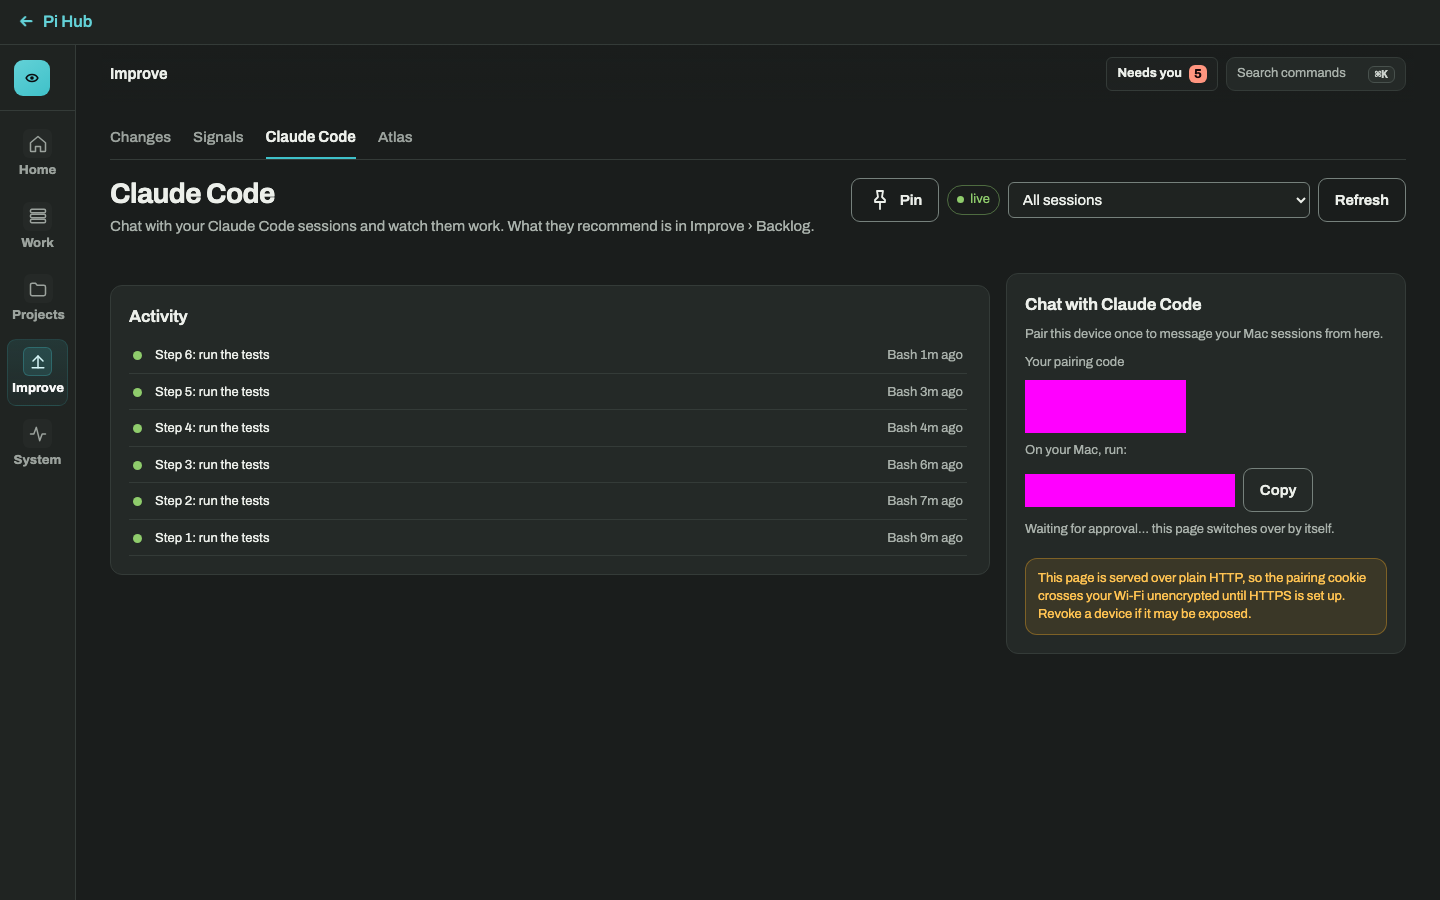 Pi Hub
Improve
Needs you 5
Search commands ⌘K
Home
Work
Projects
Improve
System
Changes Signals Claude Code Atlas
Claude Code
Chat with your Claude Code sessions and watch them work. What they recommend is in Improve › Backlog.
Pin
live
All sessions
Refresh
Activity
Step 6: run the tests Bash 1m ago
Step 5: run the tests Bash 3m ago
Step 4: run the tests Bash 4m ago
Step 3: run the tests Bash 6m ago
Step 2: run the tests Bash 7m ago
Step 1: run the tests Bash 9m ago
Chat with Claude Code
Pair this device once to message your Mac sessions from here.
Your pairing code
On your Mac, run:
Copy
Waiting for approval... this page switches over by itself.
This page is served over plain HTTP, so the pairing cookie
crosses your Wi-Fi unencrypted until HTTPS is set up.
Revoke a device if it may be exposed.